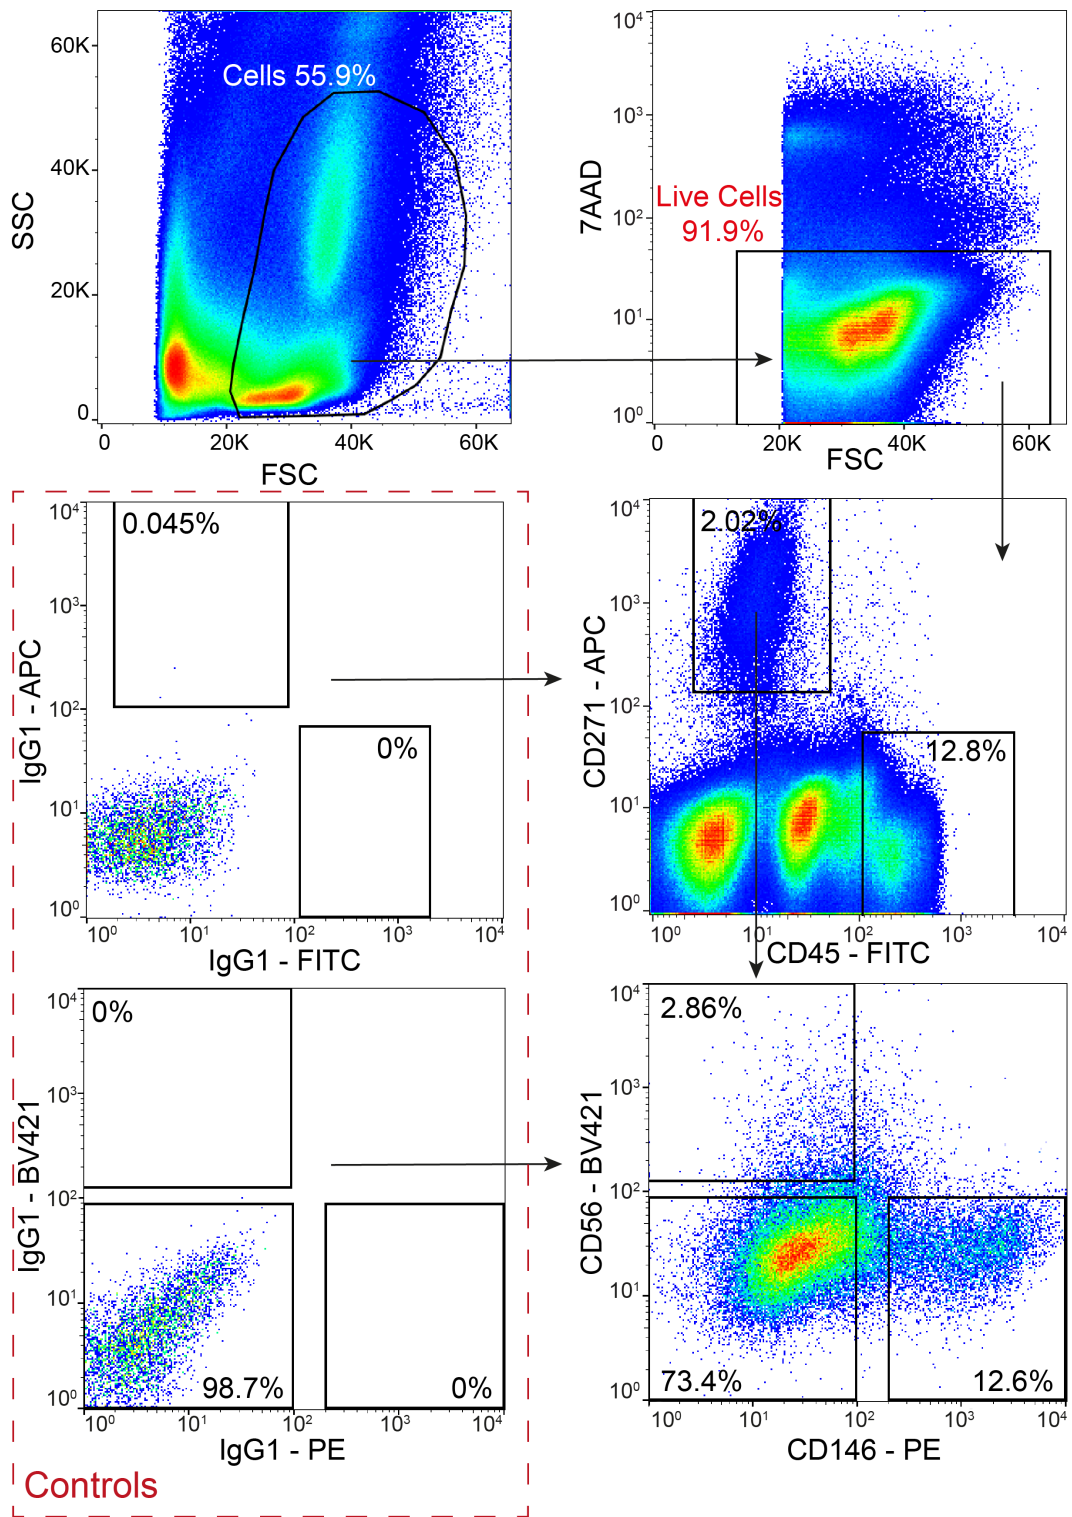 60K
Cells 55.9%
40K
SSC
20K
0
0 20K 40K 60K
FSC
10⁴
10³
7AAD
Live Cells
91.9%
10²
10¹
10⁰
0 20K 40K 60K
FSC
10⁴
0.045%
10³
IgG1 - APC
10²
0%
10¹
10⁰
10⁰ 10¹ 10² 10³ 10⁴
IgG1 - FITC
10⁴
2.02%
10³
CD271 - APC
10²
12.8%
10¹
10⁰
10⁰ 10¹ 10² 10³ 10⁴
CD45 - FITC
10⁴
0%
10³
IgG1 - BV421
10²
10¹
98.7%
0%
10⁰
10⁰ 10¹ 10² 10³ 10⁴
IgG1 - PE
Controls
10⁴
2.86%
10³
CD56 - BV421
10²
10¹
73.4%
12.6%
10⁰
10⁰ 10¹ 10² 10³ 10⁴
CD146 - PE